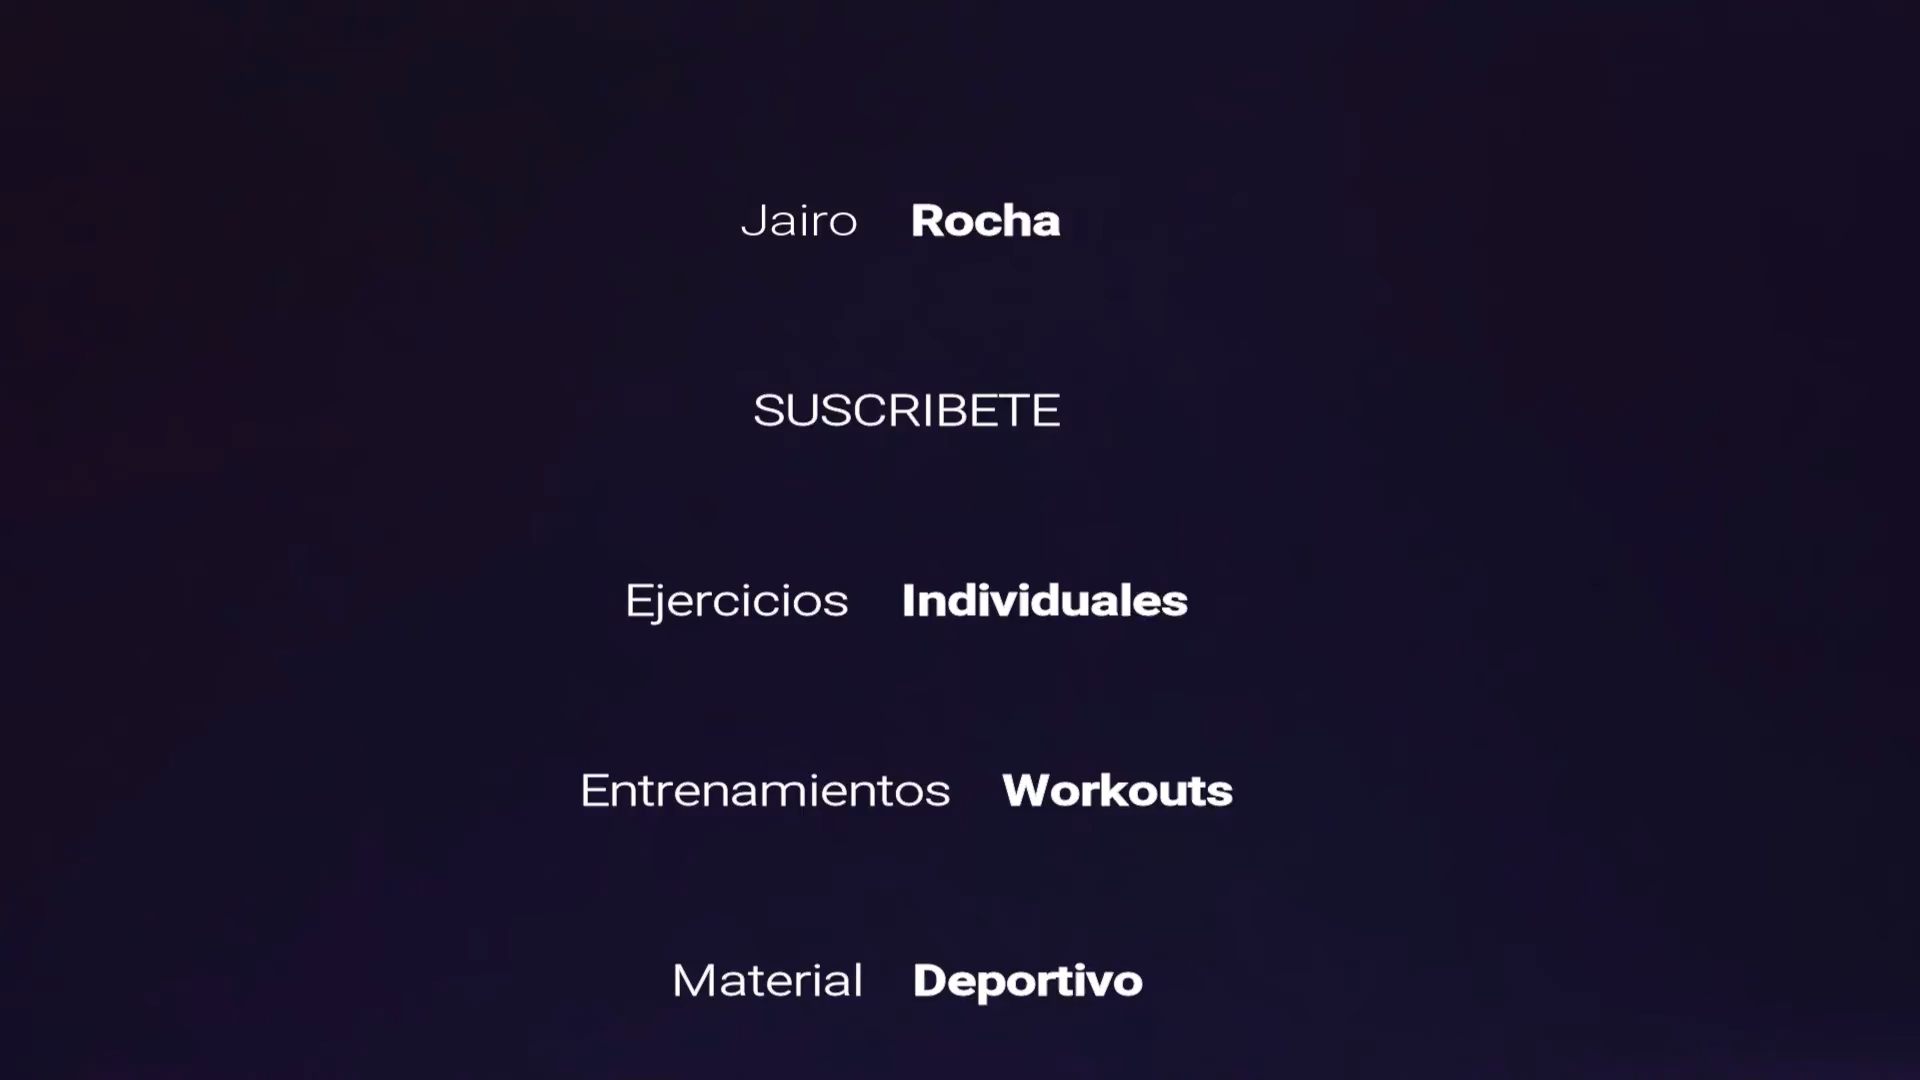 Jairo Rocha
SUSCRIBETE
Ejercicios Individuales
Entrenamientos Workouts
Material Deportivo